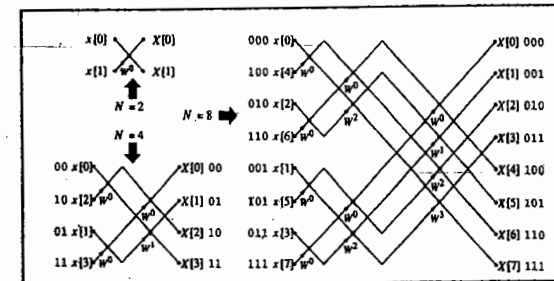 x[0] X[0]
x[1] W⁰ X[1]
N = 2
N = 4
00 x[0] X[0] 00
10 x[2] W⁰ W⁰ X[1] 01
01 x[1] X[2] 10
11 x[3] W⁰ W¹ X[3] 11
N = 8
000 x[0] X[0] 000
100 x[4] W⁰ W⁰ X[1] 001
010 x[2] X[2] 010
110 x[6] W⁰ W² W⁰ X[3] 011
001 x[1] W¹ X[4] 100
101 x[5] W⁰ W⁰ W² X[5] 101
011 x[3] W³ X[6] 110
111 x[7] W⁰ W² X[7] 111